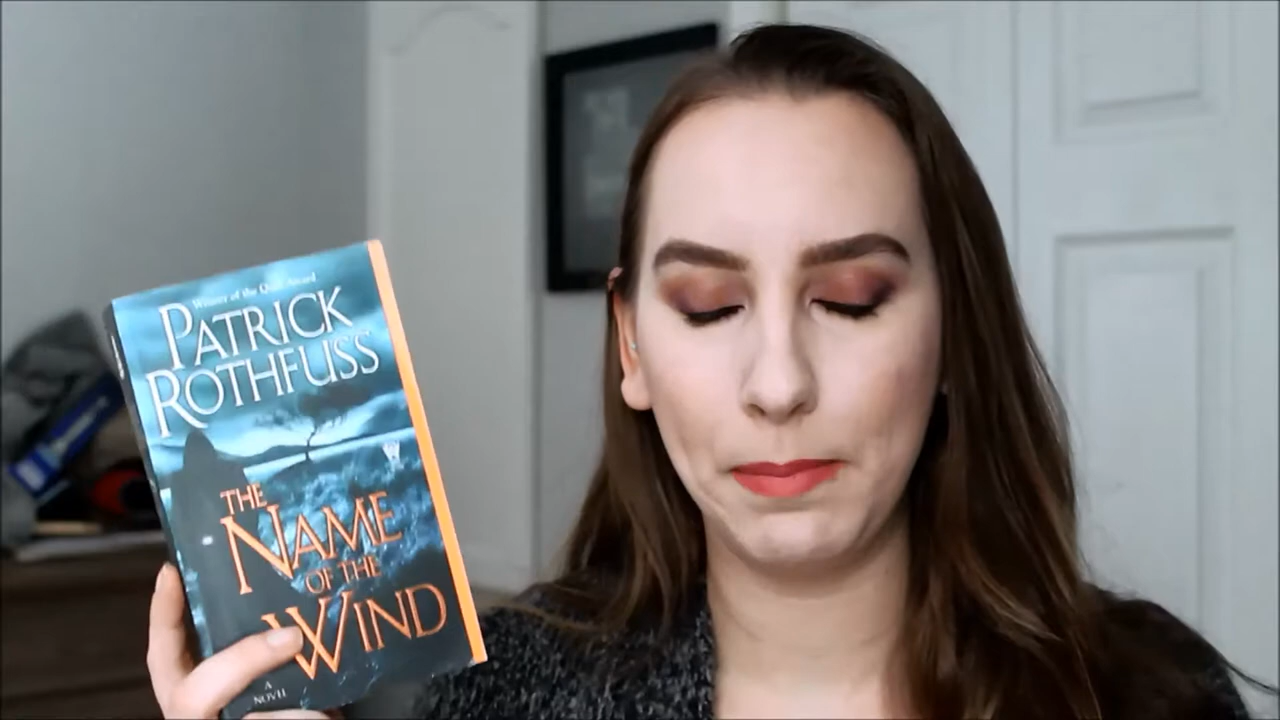 Winner of the Quill Award
PATRICK
ROTHFUSS
THE
NAME
OF THE
WIND
A
NOVEL